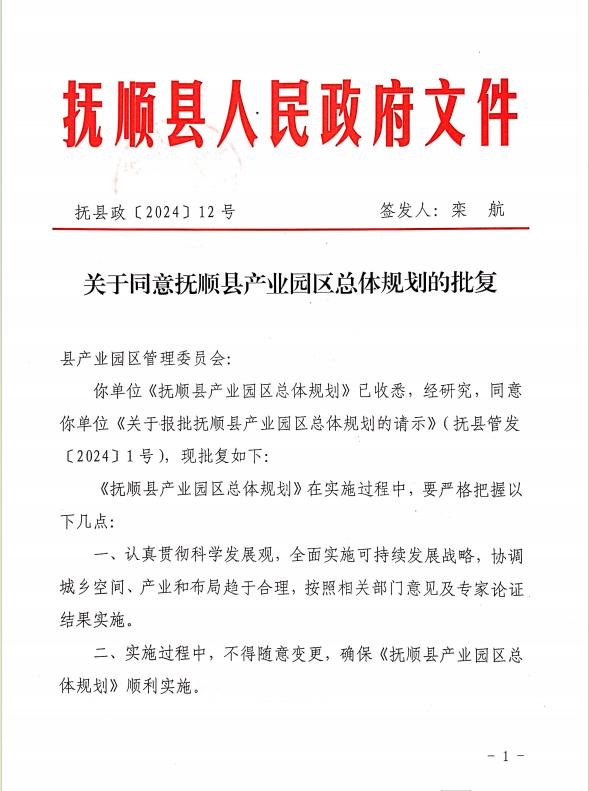 抚顺县人民政府文件
抚县政〔2024〕12号 签发人：栾 航
关于同意抚顺县产业园区总体规划的批复
县产业园区管理委员会：
你单位《抚顺县产业园区总体规划》已收悉，经研究，同意
你单位《关于报批抚顺县产业园区总体规划的请示》（抚县管发
〔2024〕1号），现批复如下：
《抚顺县产业园区总体规划》在实施过程中，要严格把握以
下几点：
一、认真贯彻科学发展观，全面实施可持续发展战略，协调
城乡空间、产业和布局趋于合理，按照相关部门意见及专家论证
结果实施。
二、实施过程中，不得随意变更，确保《抚顺县产业园区总
体规划》顺利实施。
- 1 -